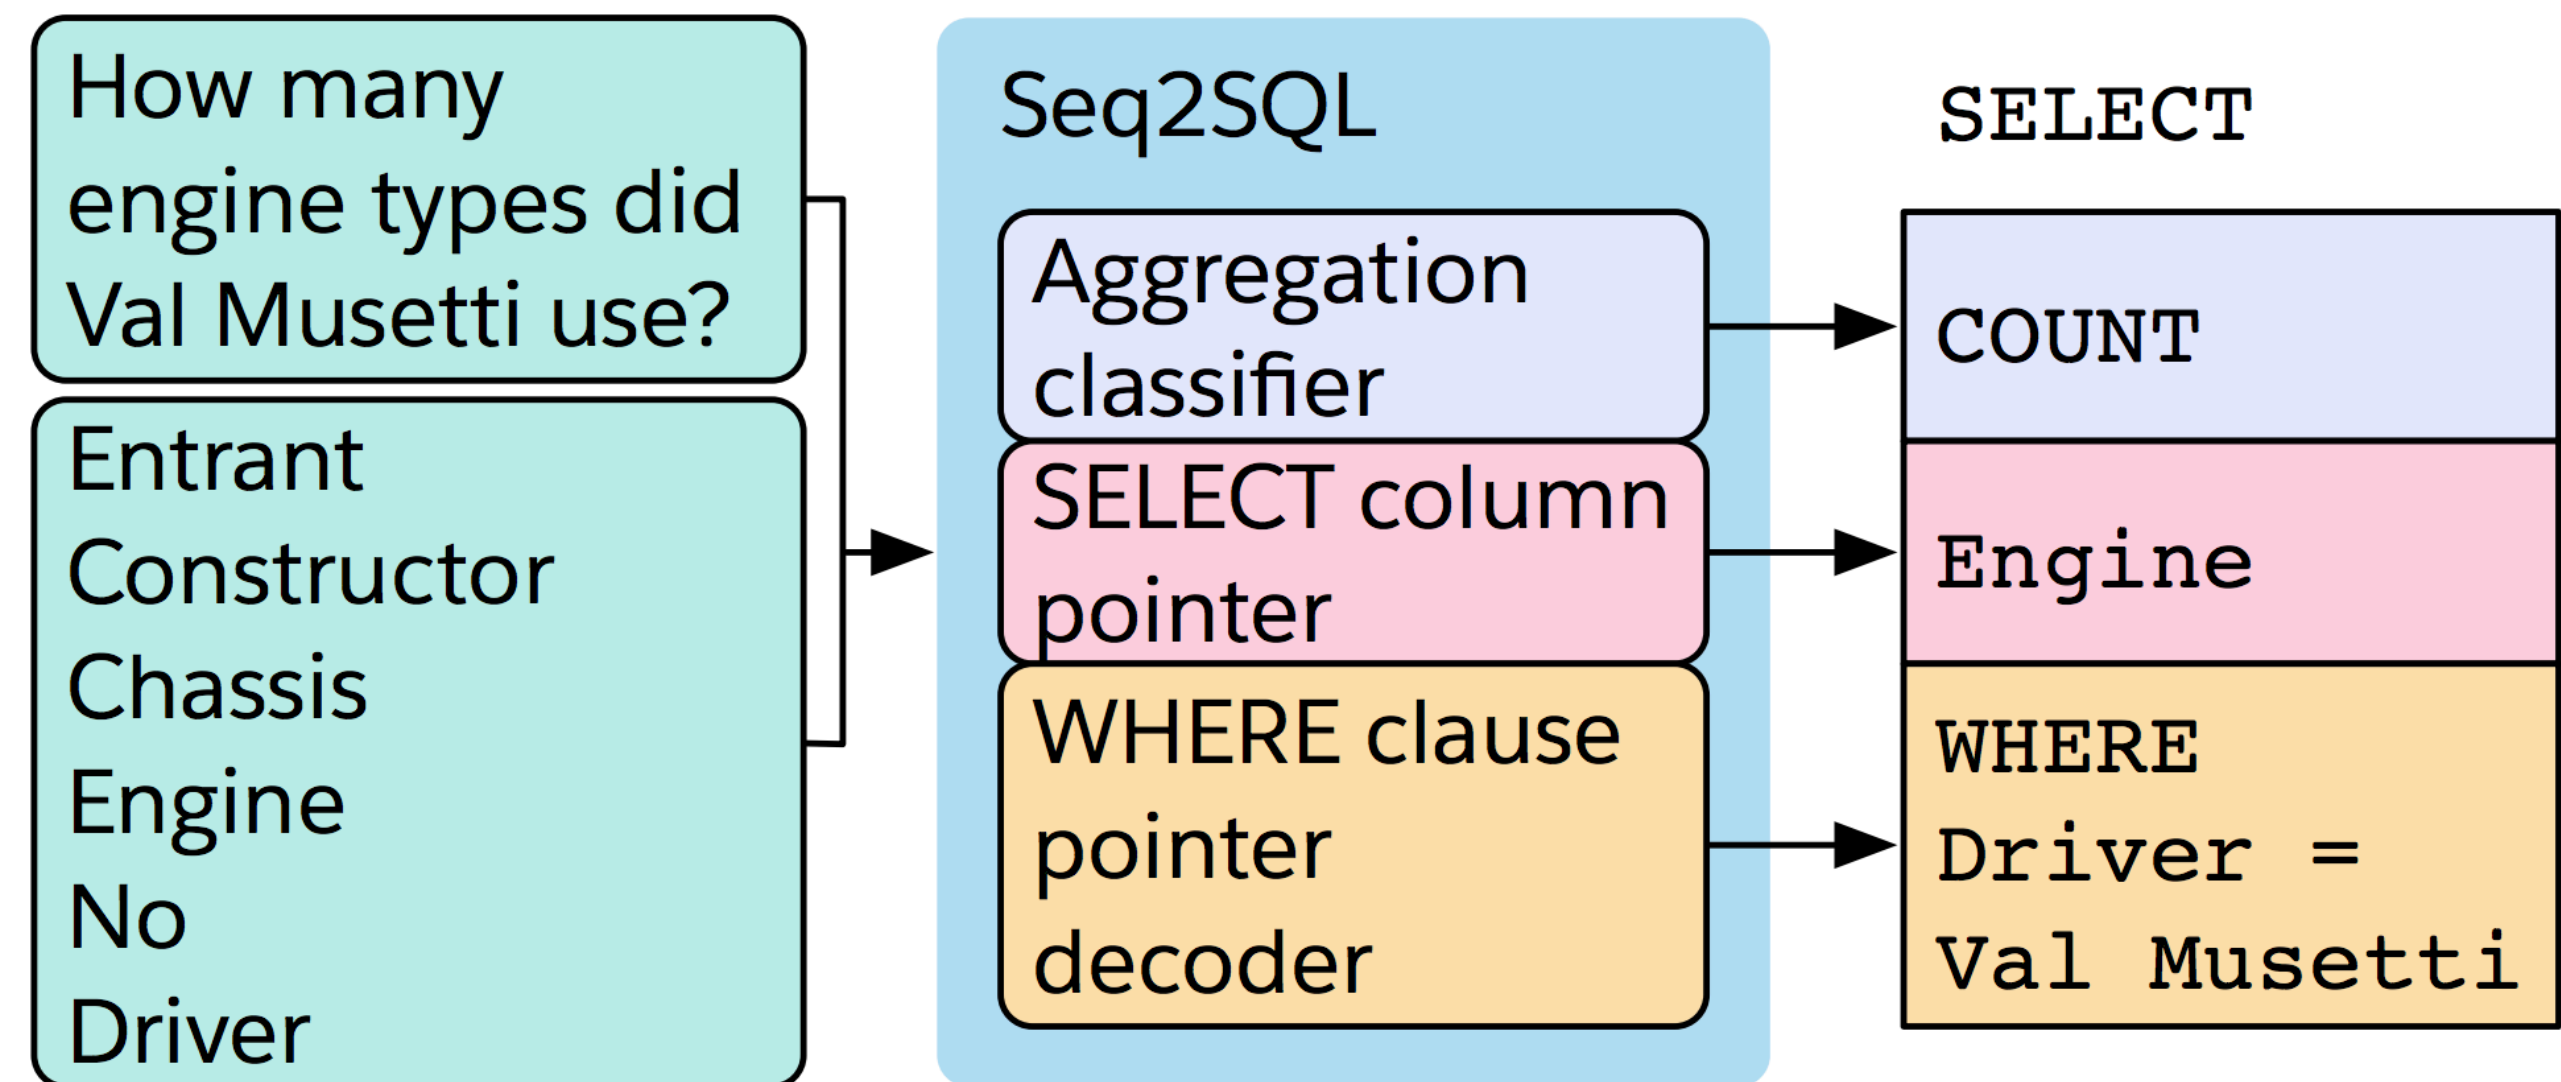 How many
engine types did
Val Musetti use?
Entrant
Constructor
Chassis
Engine
No
Driver
Seq2SQL
Aggregation
classifier
SELECT column
pointer
WHERE clause
pointer
decoder
SELECT
COUNT
Engine
WHERE
Driver =
Val Musetti